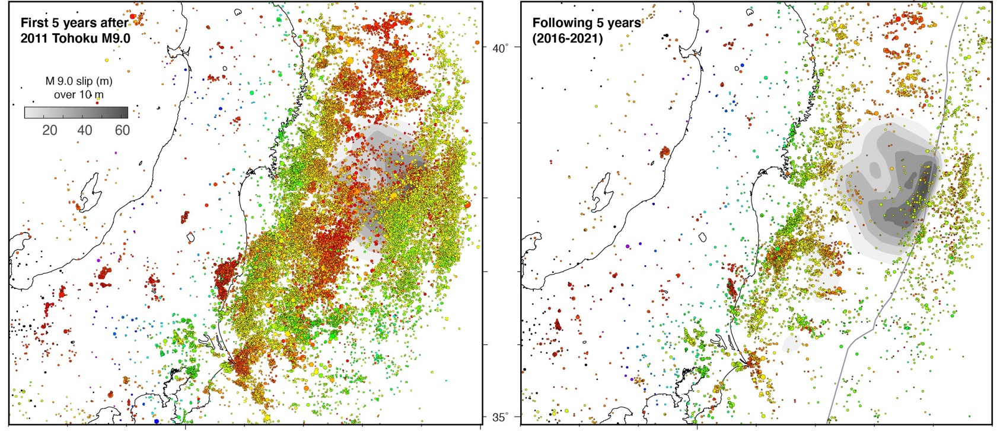 First 5 years after
2011 Tohoku M9.0
M 9.0 slip (m)
over 10 m
20 40 60
40°
35°
Following 5 years
(2016-2021)